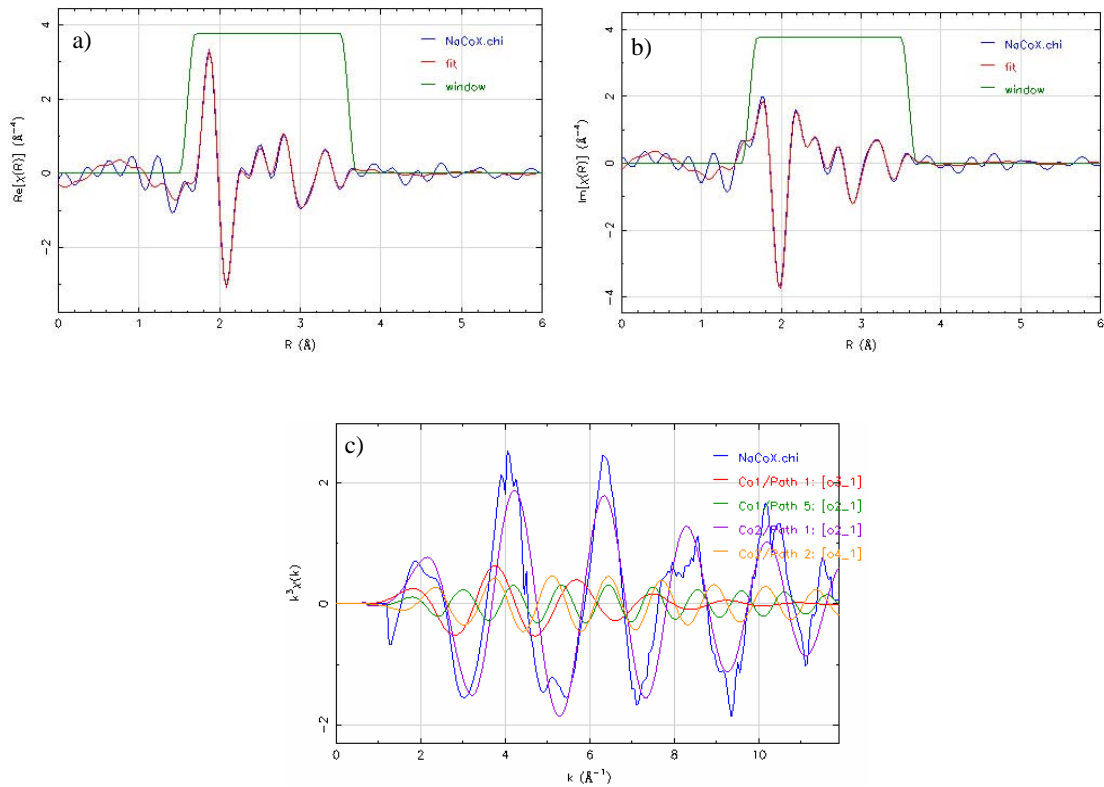 a)
NaCoX.chi
fit
window
Re[χ(R)] (Å⁻⁴)
4
2
0
-2
0 1 2 3 4 5 6
R (Å)
b)
NaCoX.chi
fit
window
Im[χ(R)] (Å⁻⁴)
4
2
0
-2
-4
0 1 2 3 4 5 6
R (Å)
c)
NaCoX.chi
Co1/Path 1: [o3_1]
Co1/Path 5: [o2_1]
Co2/Path 1: [o2_1]
Path 2: [o4_1]
k³χ(k)
2
0
-2
0 2 4 6 8 10
k (Å⁻¹)